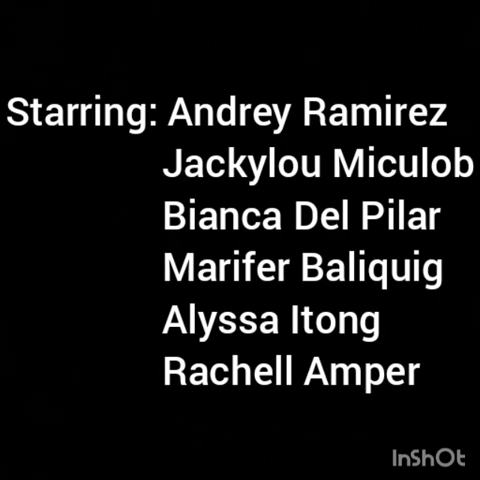 Starring: Andrey Ramirez
Jackylou Miculob
Bianca Del Pilar
Marifer Baliquig
Alyssa Itong
Rachell Amper
InShOt